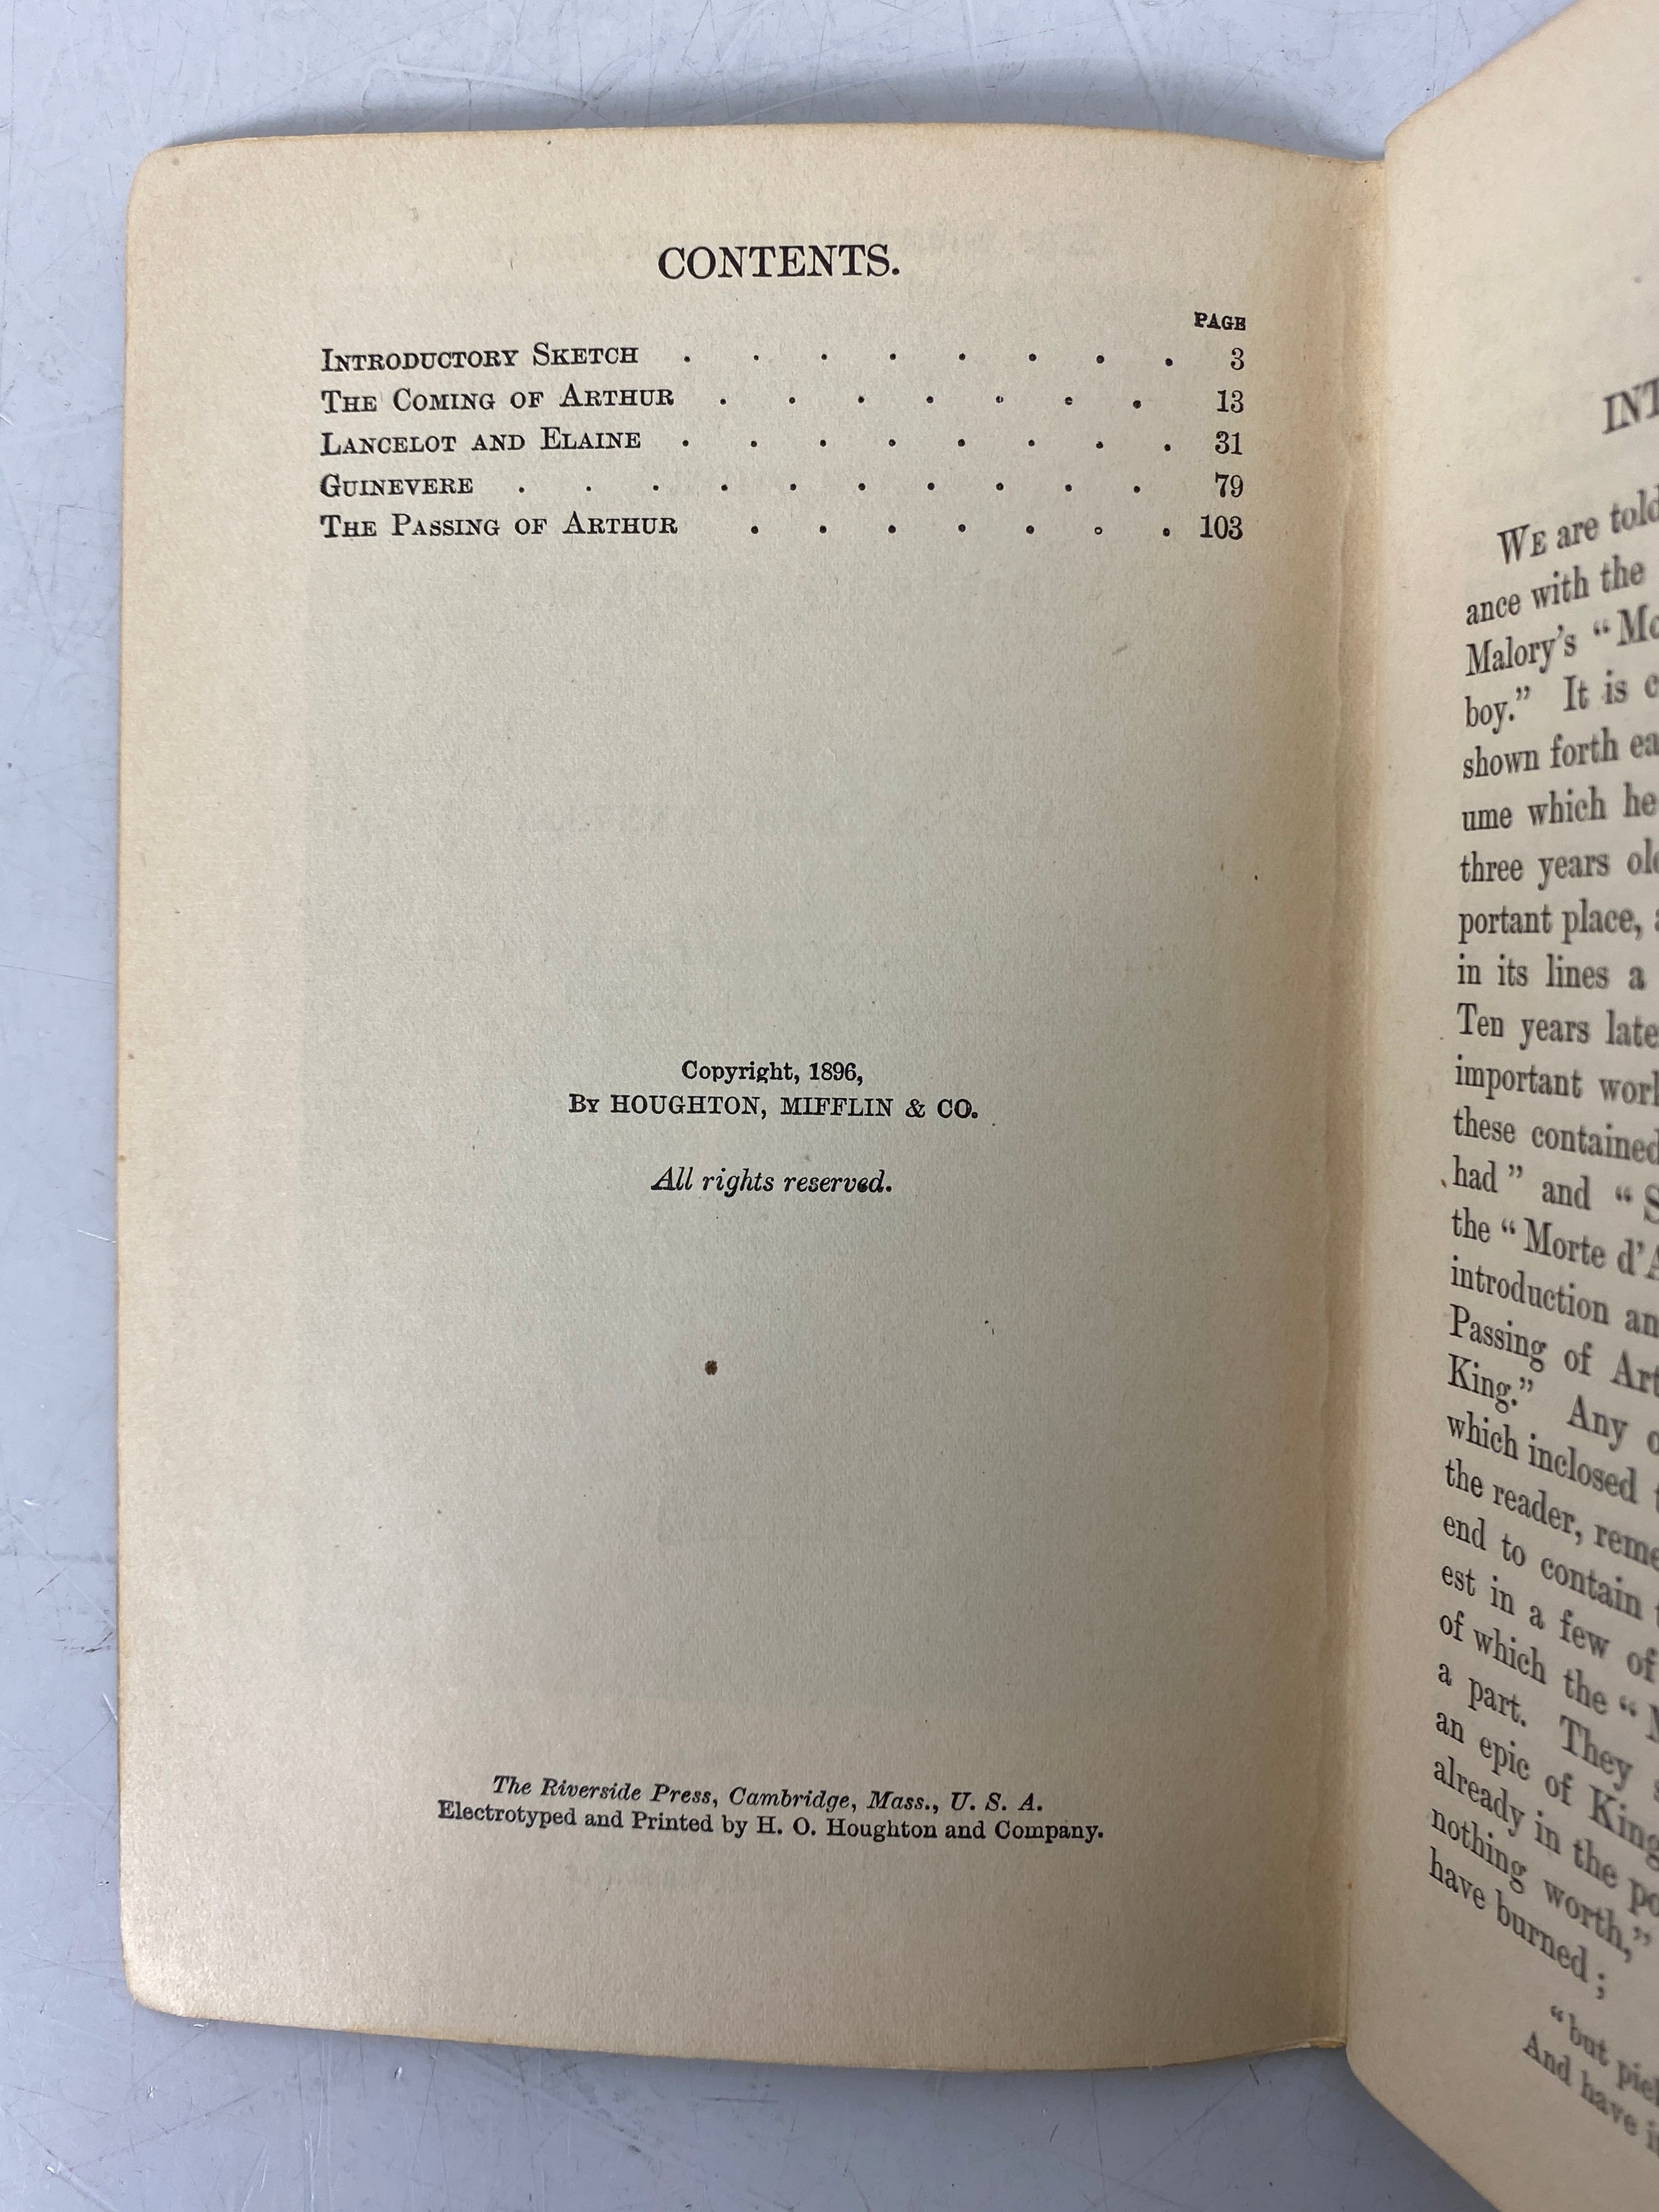 CONTENTS.
PAGE
INTRODUCTORY SKETCH . . . . . . . . 3
THE COMING OF ARTHUR . . . . . . . 13
LANCELOT AND ELAINE . . . . . . . . 31
GUINEVERE . . . . . . . . . . 79
THE PASSING OF ARTHUR . . . . . . . 103
Copyright, 1896,
BY HOUGHTON, MIFFLIN & CO.
All rights reserved.
The Riverside Press, Cambridge, Mass., U. S. A.
Electrotyped and Printed by H. O. Houghton and Company.
WE are told
ance with the
Malory's "
boy." It is
shown forth
ume which he
three years
portant place,
in its lines a
Ten years
important
these contained
had" and "
the "Morte
introduction
Passing of
King." Any
which inclosed
the reader,
end to contain
est in a few of
of which the "
a part. They
an epic of King
already in the
nothing worth,"
have burned;
"but
And have